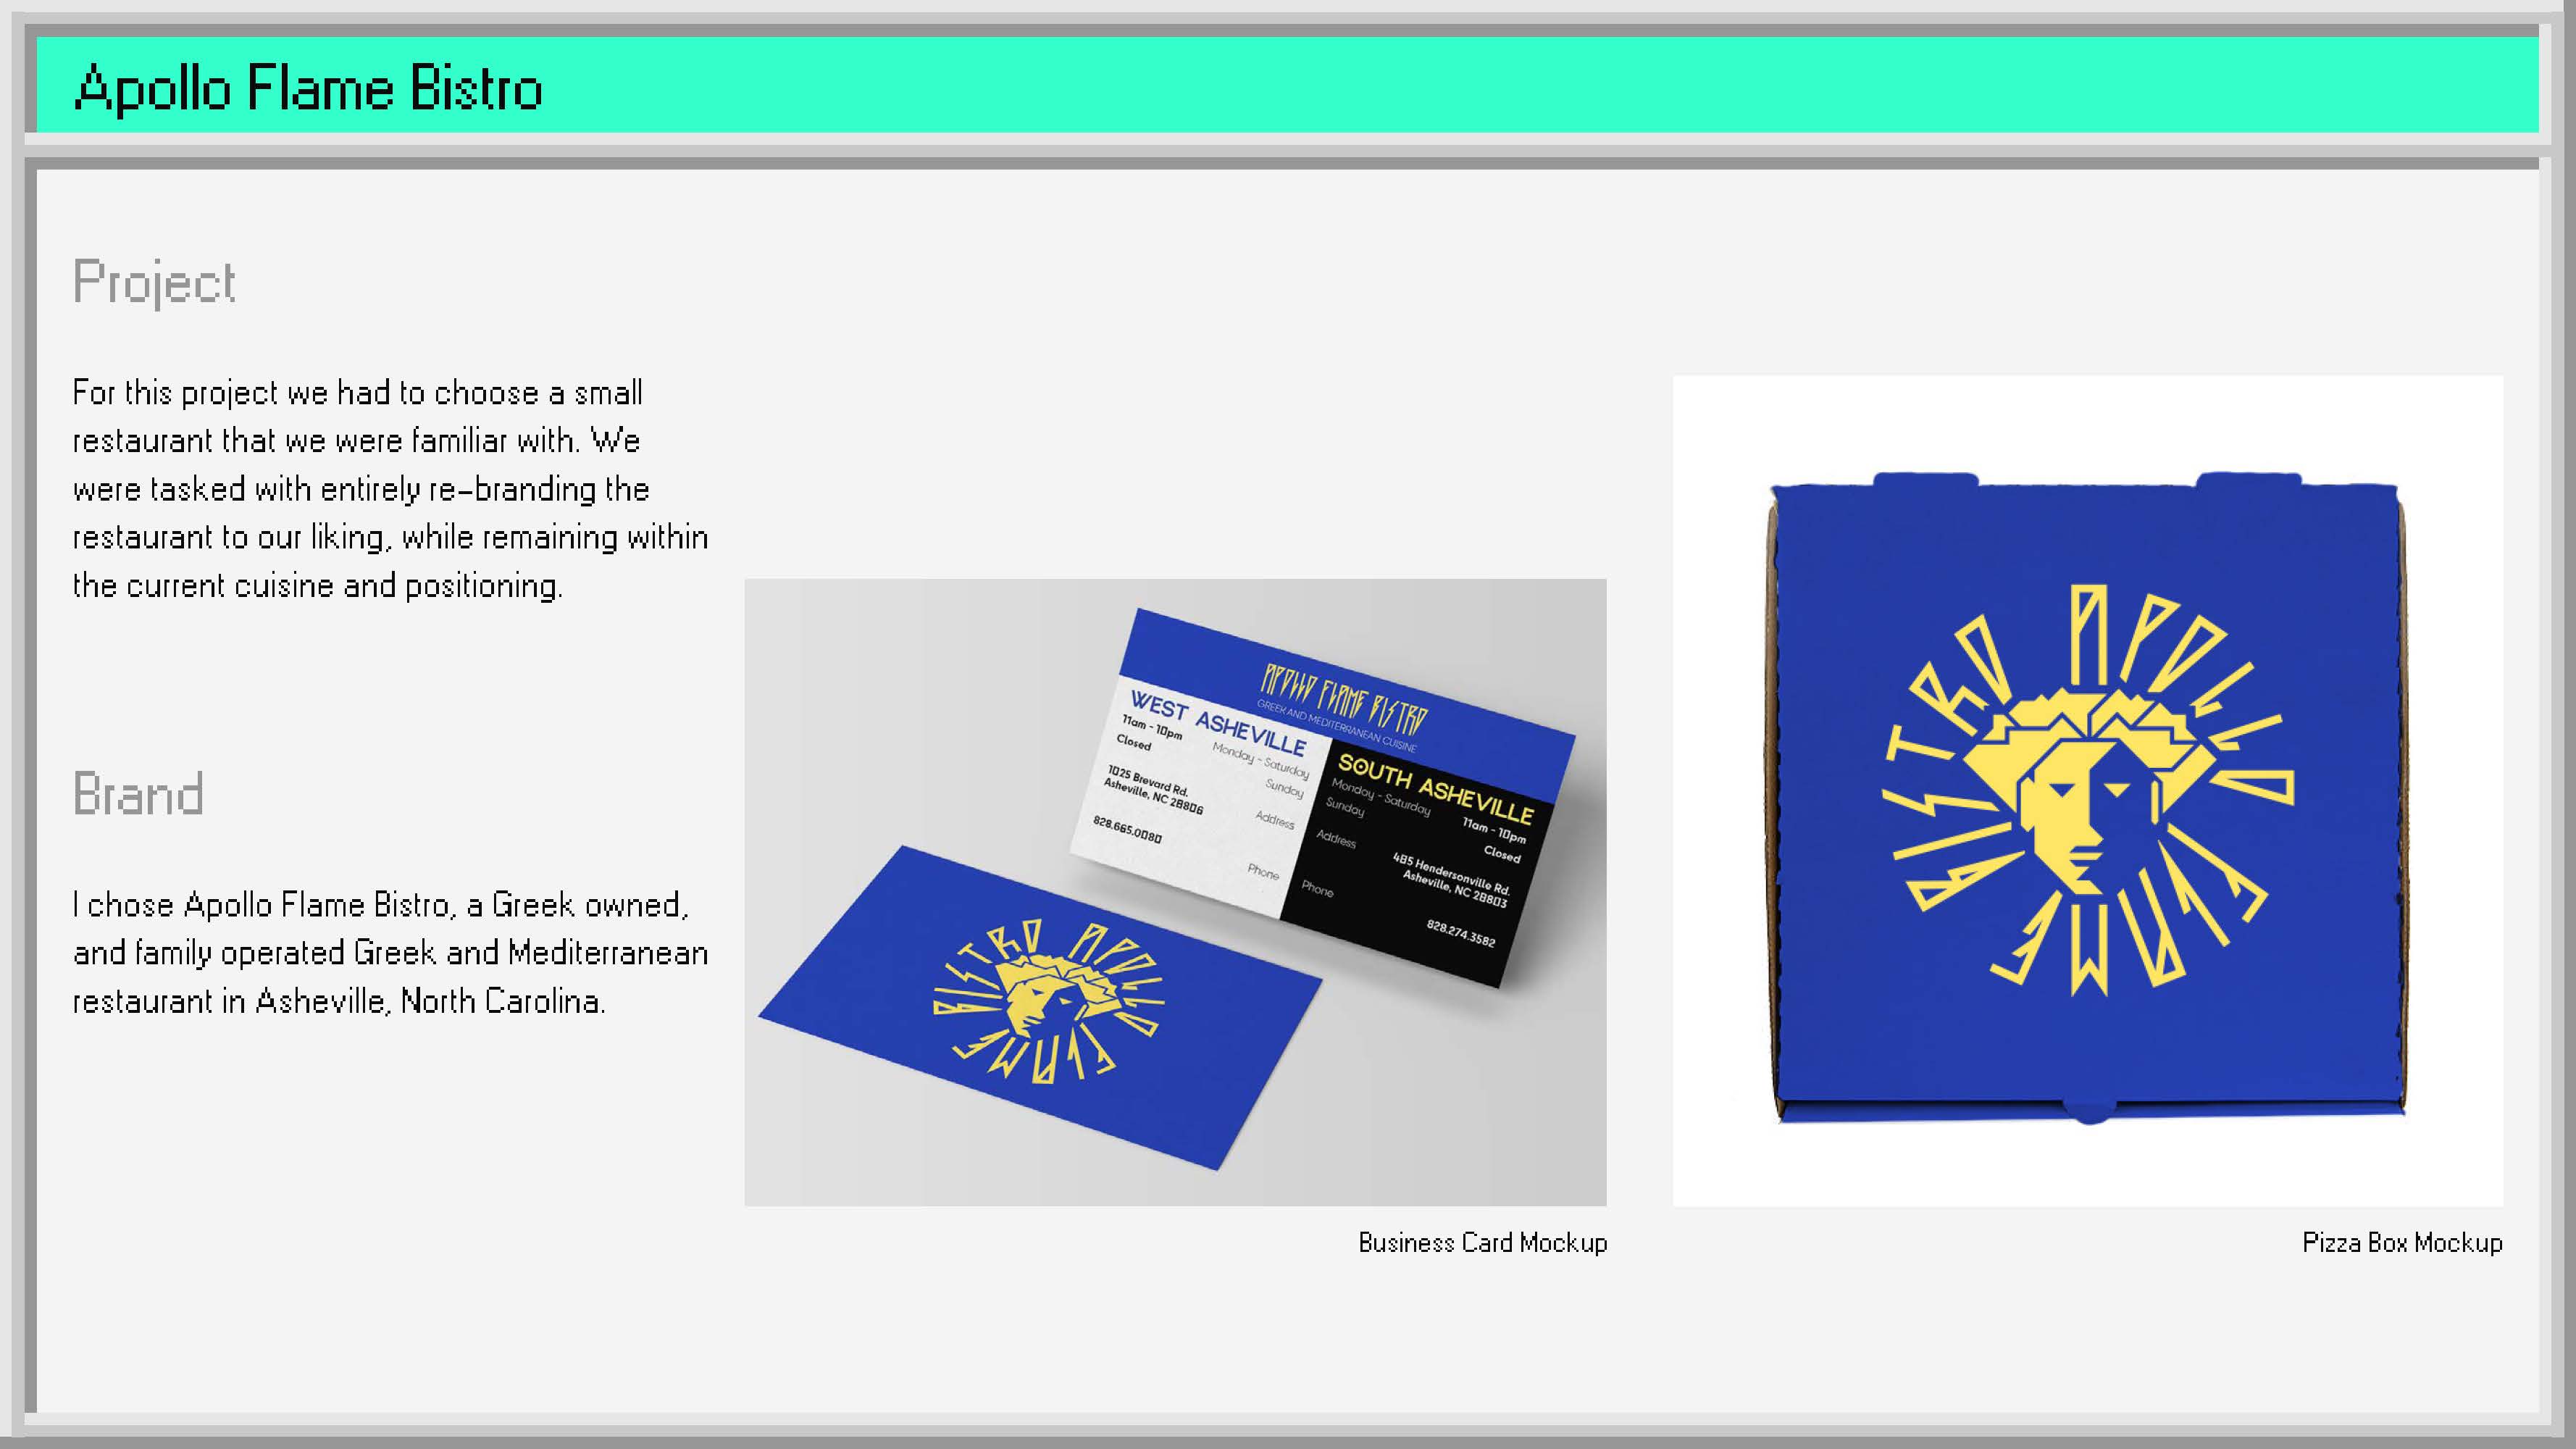 Apollo Flame Bistro
Project
For this project we had to choose a small
restaurant that we were familiar with. We
were tasked with entirely re-branding the
restaurant to our liking, while remaining within
the current cuisine and positioning.
Brand
I chose Apollo Flame Bistro, a Greek owned,
and family operated Greek and Mediterranean
restaurant in Asheville, North Carolina.
APOLLO FLAME BISTRO
GREEK AND MEDITERRANEAN CUISINE
WEST ASHEVILLE
11am - 10pm
Monday - Saturday
Closed
Sunday
1025 Brevard Rd.
Asheville, NC 28806
Address
828.665.0080
Phone
SOUTH ASHEVILLE
Monday - Saturday
11am - 10pm
Sunday
Closed
Address
485 Hendersonville Rd.
Asheville, NC 28803
Phone
828.274.3582
APOLLO FLAME BISTRO
Business Card Mockup
APOLLO FLAME BISTRO
Pizza Box Mockup